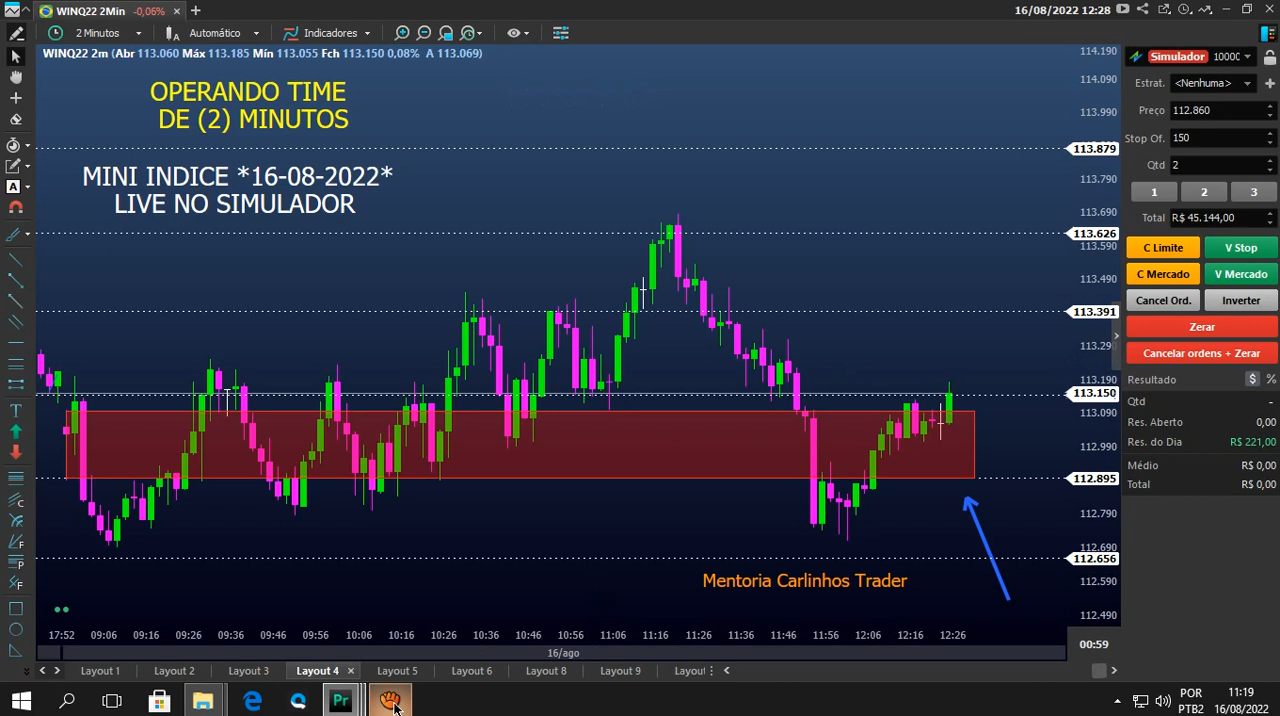 WINQ22 2Min -0,06%
16/08/2022 12:28
2 Minutos
Automático
Indicadores
Simulador 10000
WINQ22 2m (Abr 113.060 Máx 113.185 Mín 113.055 Fch 113.150 0,08% A 113.069)
OPERANDO TIME
DE (2) MINUTOS
MINI INDICE *16-08-2022*
LIVE NO SIMULADOR
114.190
114.090
113.990
113.879
113.790
113.690
113.626
113.590
113.490
113.391
113.290
113.190
113.150
113.090
112.990
112.895
112.790
112.690
112.656
112.590
112.490
Estrat. <Nenhuma>
Preço 112.860
Stop Of. 150
Qtd 2
1 2 3
Total R$ 45.144,00
C Limite V Stop
C Mercado V Mercado
Cancel Ord. Inverter
Zerar
Cancelar ordens + Zerar
Resultado $ %
Qtd -
Res. Aberto 0,00
Res. do Dia R$ 221,00
Médio R$ 0,00
Total R$ 0,00
Mentoria Carlinhos Trader
17:52 09:06 09:16 09:26 09:36 09:46 09:56 10:06 10:16 10:26 10:36 10:46 10:56 11:06 11:16 11:26 11:36 11:46 11:56 12:06 12:16 12:26
00:59
16/ago
Layout 1 Layout 2 Layout 3 Layout 4 Layout 5 Layout 6 Layout 8 Layout 9 Layou
Pr
POR
PTB2
11:19
16/08/2022